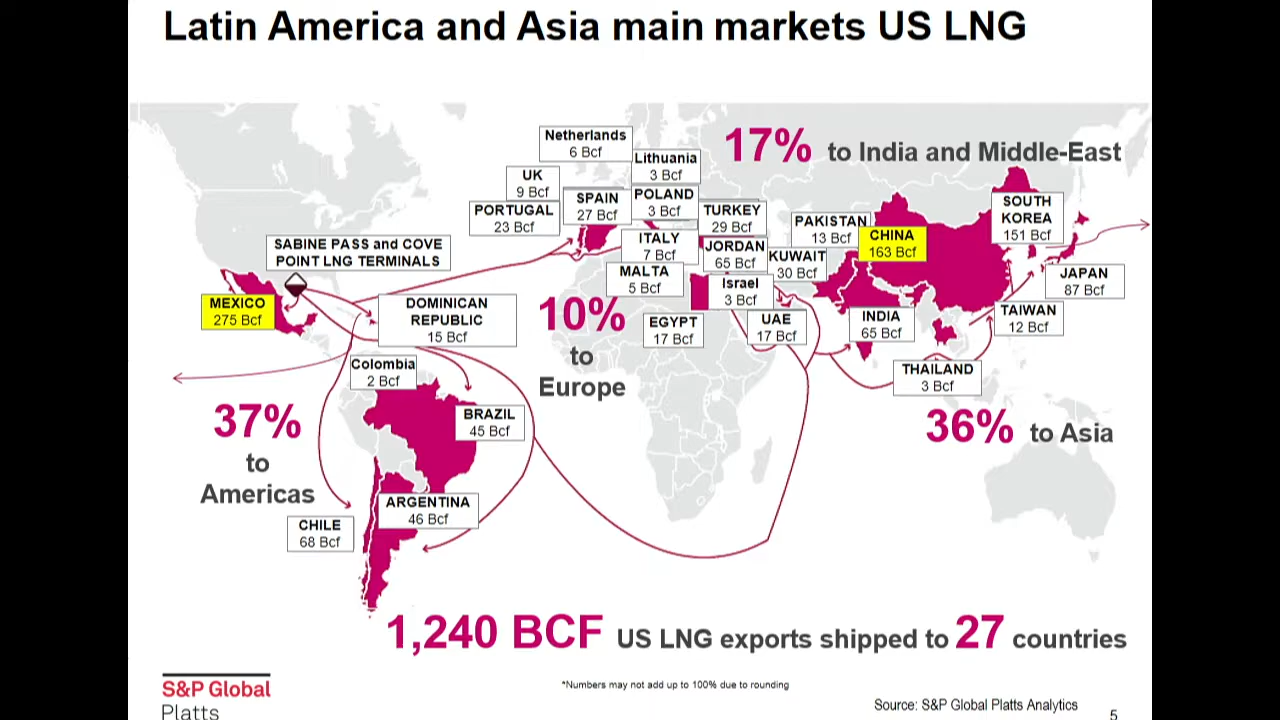 Latin America and Asia main markets US LNG
17% to India and Middle-East
Netherlands
6 Bcf
Lithuania
3 Bcf
UK
9 Bcf
SPAIN
27 Bcf
POLAND
3 Bcf
PORTUGAL
23 Bcf
TURKEY
29 Bcf
PAKISTAN
13 Bcf
CHINA
163 Bcf
SOUTH
KOREA
151 Bcf
SABINE PASS and COVE
POINT LNG TERMINALS
ITALY
7 Bcf
JORDAN
65 Bcf
KUWAIT
30 Bcf
MALTA
5 Bcf
Israel
3 Bcf
JAPAN
87 Bcf
MEXICO
275 Bcf
DOMINICAN
REPUBLIC
15 Bcf
10%
to
Europe
EGYPT
17 Bcf
UAE
17 Bcf
INDIA
65 Bcf
TAIWAN
12 Bcf
Colombia
2 Bcf
THAILAND
3 Bcf
37%
to
Americas
BRAZIL
45 Bcf
36% to Asia
ARGENTINA
46 Bcf
CHILE
68 Bcf
1,240 BCF US LNG exports shipped to 27 countries
S&P Global
Platts
*Numbers may not add up to 100% due to rounding
Source: S&P Global Platts Analytics
5